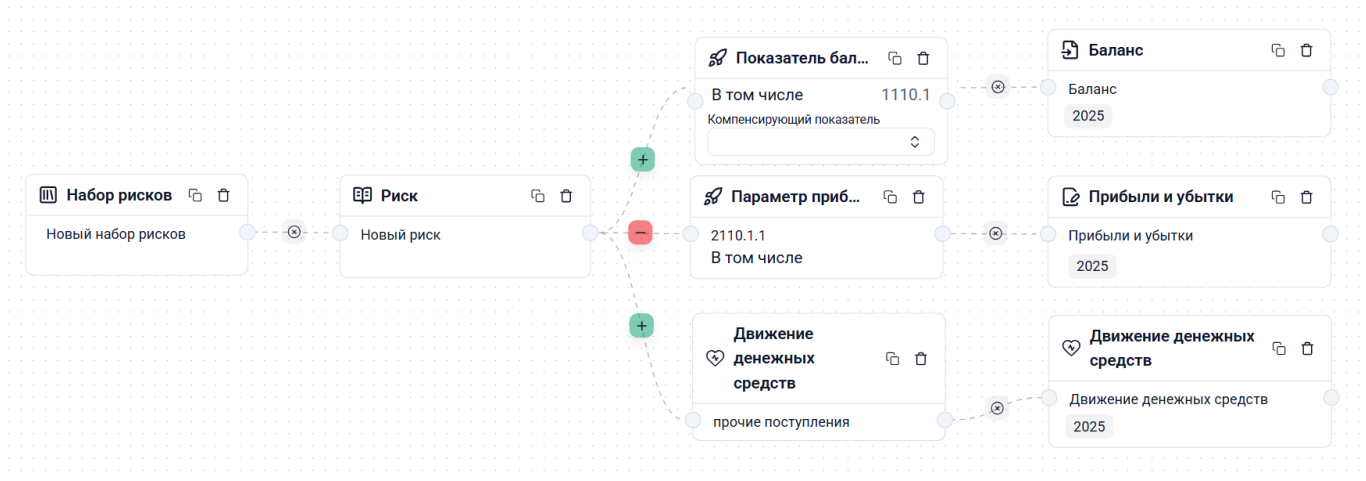 Набор рисков
Новый набор рисков
Риск
Новый риск
+
−
+
Показатель бал...
В том числе 1110.1
Компенсирующий показатель
Параметр приб...
2110.1.1
В том числе
Движение
денежных
средств
прочие поступления
Баланс
Баланс
2025
Прибыли и убытки
Прибыли и убытки
2025
Движение денежных
средств
Движение денежных средств
2025